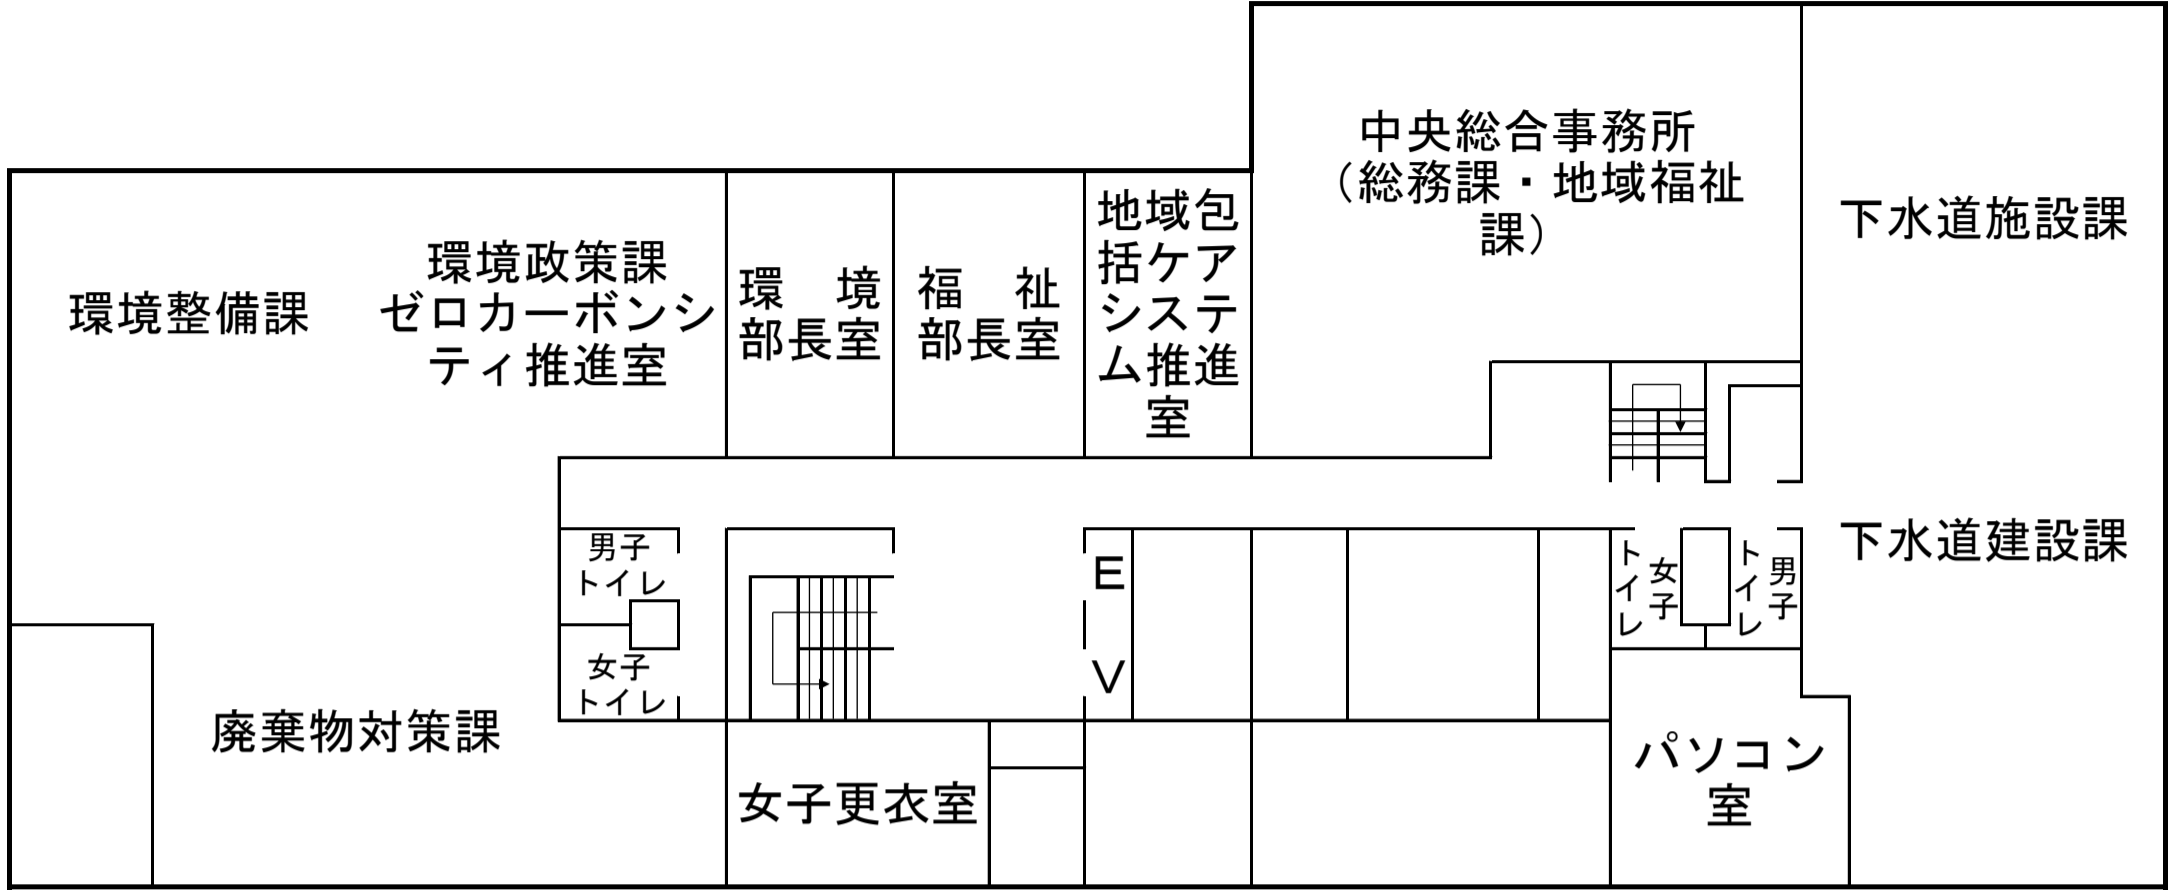 中央総合事務所
（総務課・地域福祉
課）
下水道施設課
環境整備課
環境政策課
ゼロカーボンシ
ティ推進室
環　境
部長室
福　祉
部長室
地域包
括ケア
システ
ム推進
室
下水道建設課
男子
トイレ
女子
トイレ
Ｅ
Ｖ
女子
トイレ
男子
トイレ
廃棄物対策課
女子更衣室
パソコン
室